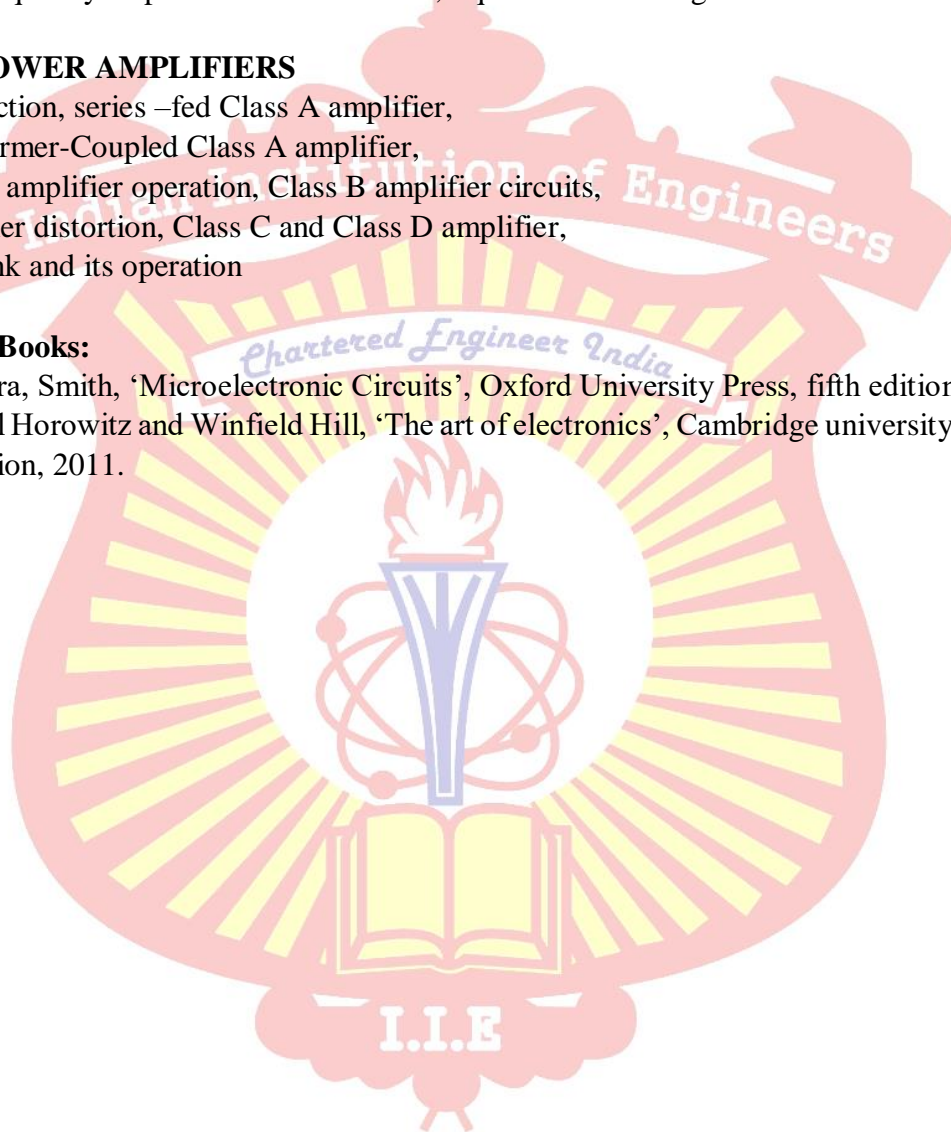 OWER AMPLIFIERS
ction, series –fed Class A amplifier,
rmer-Coupled Class A amplifier,
amplifier operation, Class B amplifier circuits,
er distortion, Class C and Class D amplifier,
nk and its operation
Books:
ra, Smith, ‘Microelectronic Circuits’, Oxford University Press, fifth edition
l Horowitz and Winfield Hill, ‘The art of electronics’, Cambridge university
ion, 2011.
Indian Institution of Engineers
Chartered Engineer India
I.I.E